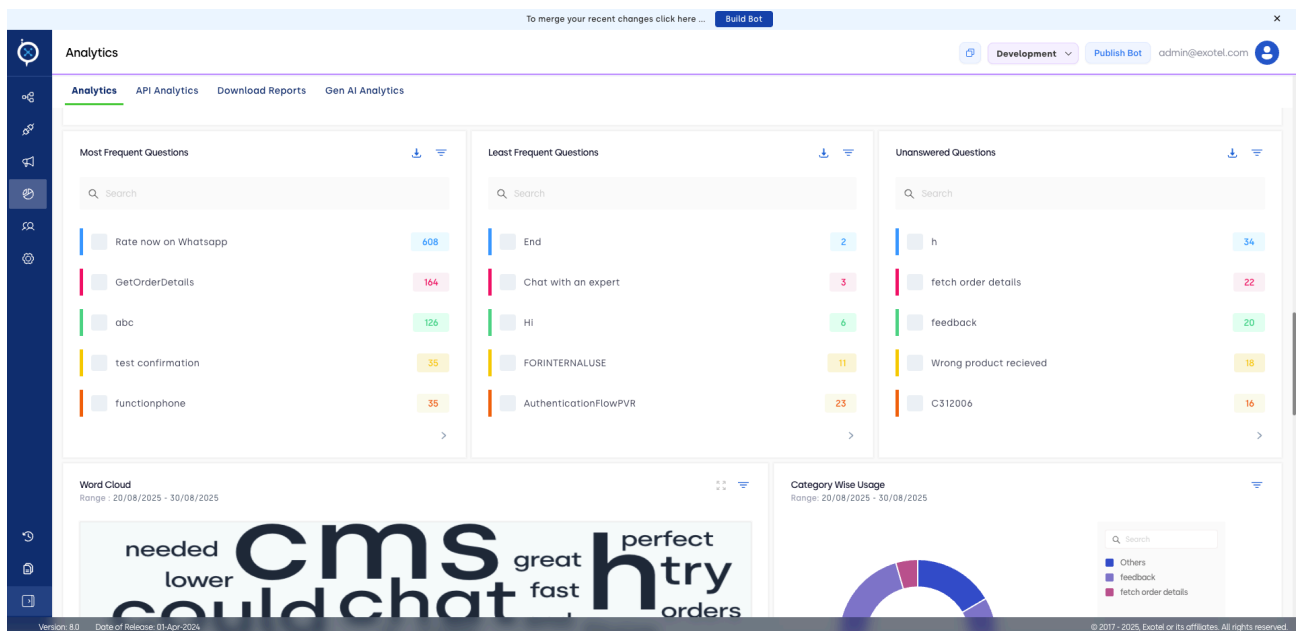 To merge your recent changes click here ... Build Bot
Analytics
Development
Publish Bot
admin@exotel.com
Analytics API Analytics Download Reports Gen AI Analytics
Most Frequent Questions
Search
Rate now on Whatsapp 608
GetOrderDetails 164
abc 126
test confirmation 35
functionphone 35
Least Frequent Questions
Search
End 2
Chat with an expert 3
Hi 6
FORINTERNALUSE 11
AuthenticationFlowPVR 23
Unanswered Questions
Search
h 34
fetch order details 22
feedback 20
Wrong product recieved 18
C312006 16
Word Cloud
Range : 20/08/2025 - 30/08/2025
needed
cms
great
h
perfect
lower
fast
try
could
chat
orders
Category Wise Usage
Range: 20/08/2025 - 30/08/2025
Search
Others
feedback
fetch order details
Version: 8.0 Date of Release: 01-Apr-2024
© 2017 - 2025, Exotel or its affiliates. All rights reserved.